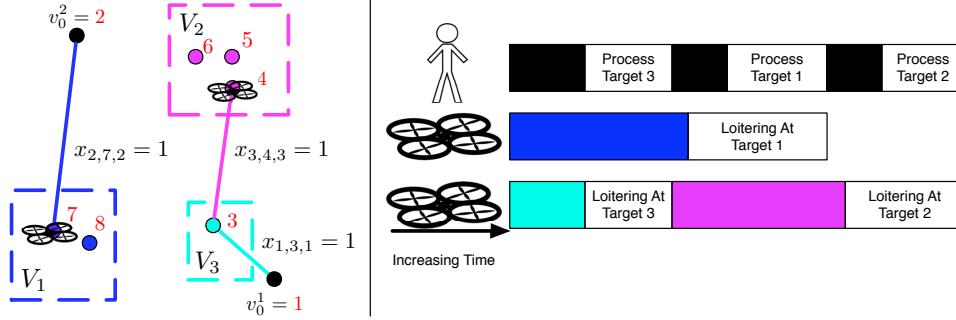 v_0^2 = 2
V_2
6
5
4
x_{2,7,2} = 1
x_{3,4,3} = 1
7
8
V_1
3
V_3
x_{1,3,1} = 1
v_0^1 = 1
Process
Target 3
Process
Target 1
Process
Target 2
Loitering At
Target 1
Loitering At
Target 3
Loitering At
Target 2
Increasing Time